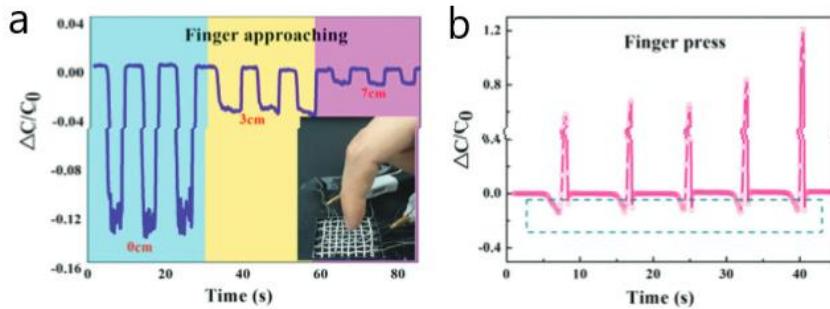 a
Finger approaching
0.04
0.00
-0.04
-0.08
-0.12
-0.16
ΔC/C0
0cm
3cm
7cm
0 20 40 60 80
Time (s)
b
Finger press
1.2
0.8
0.4
0.0
-0.4
ΔC/C0
0 10 20 30 40
Time (s)